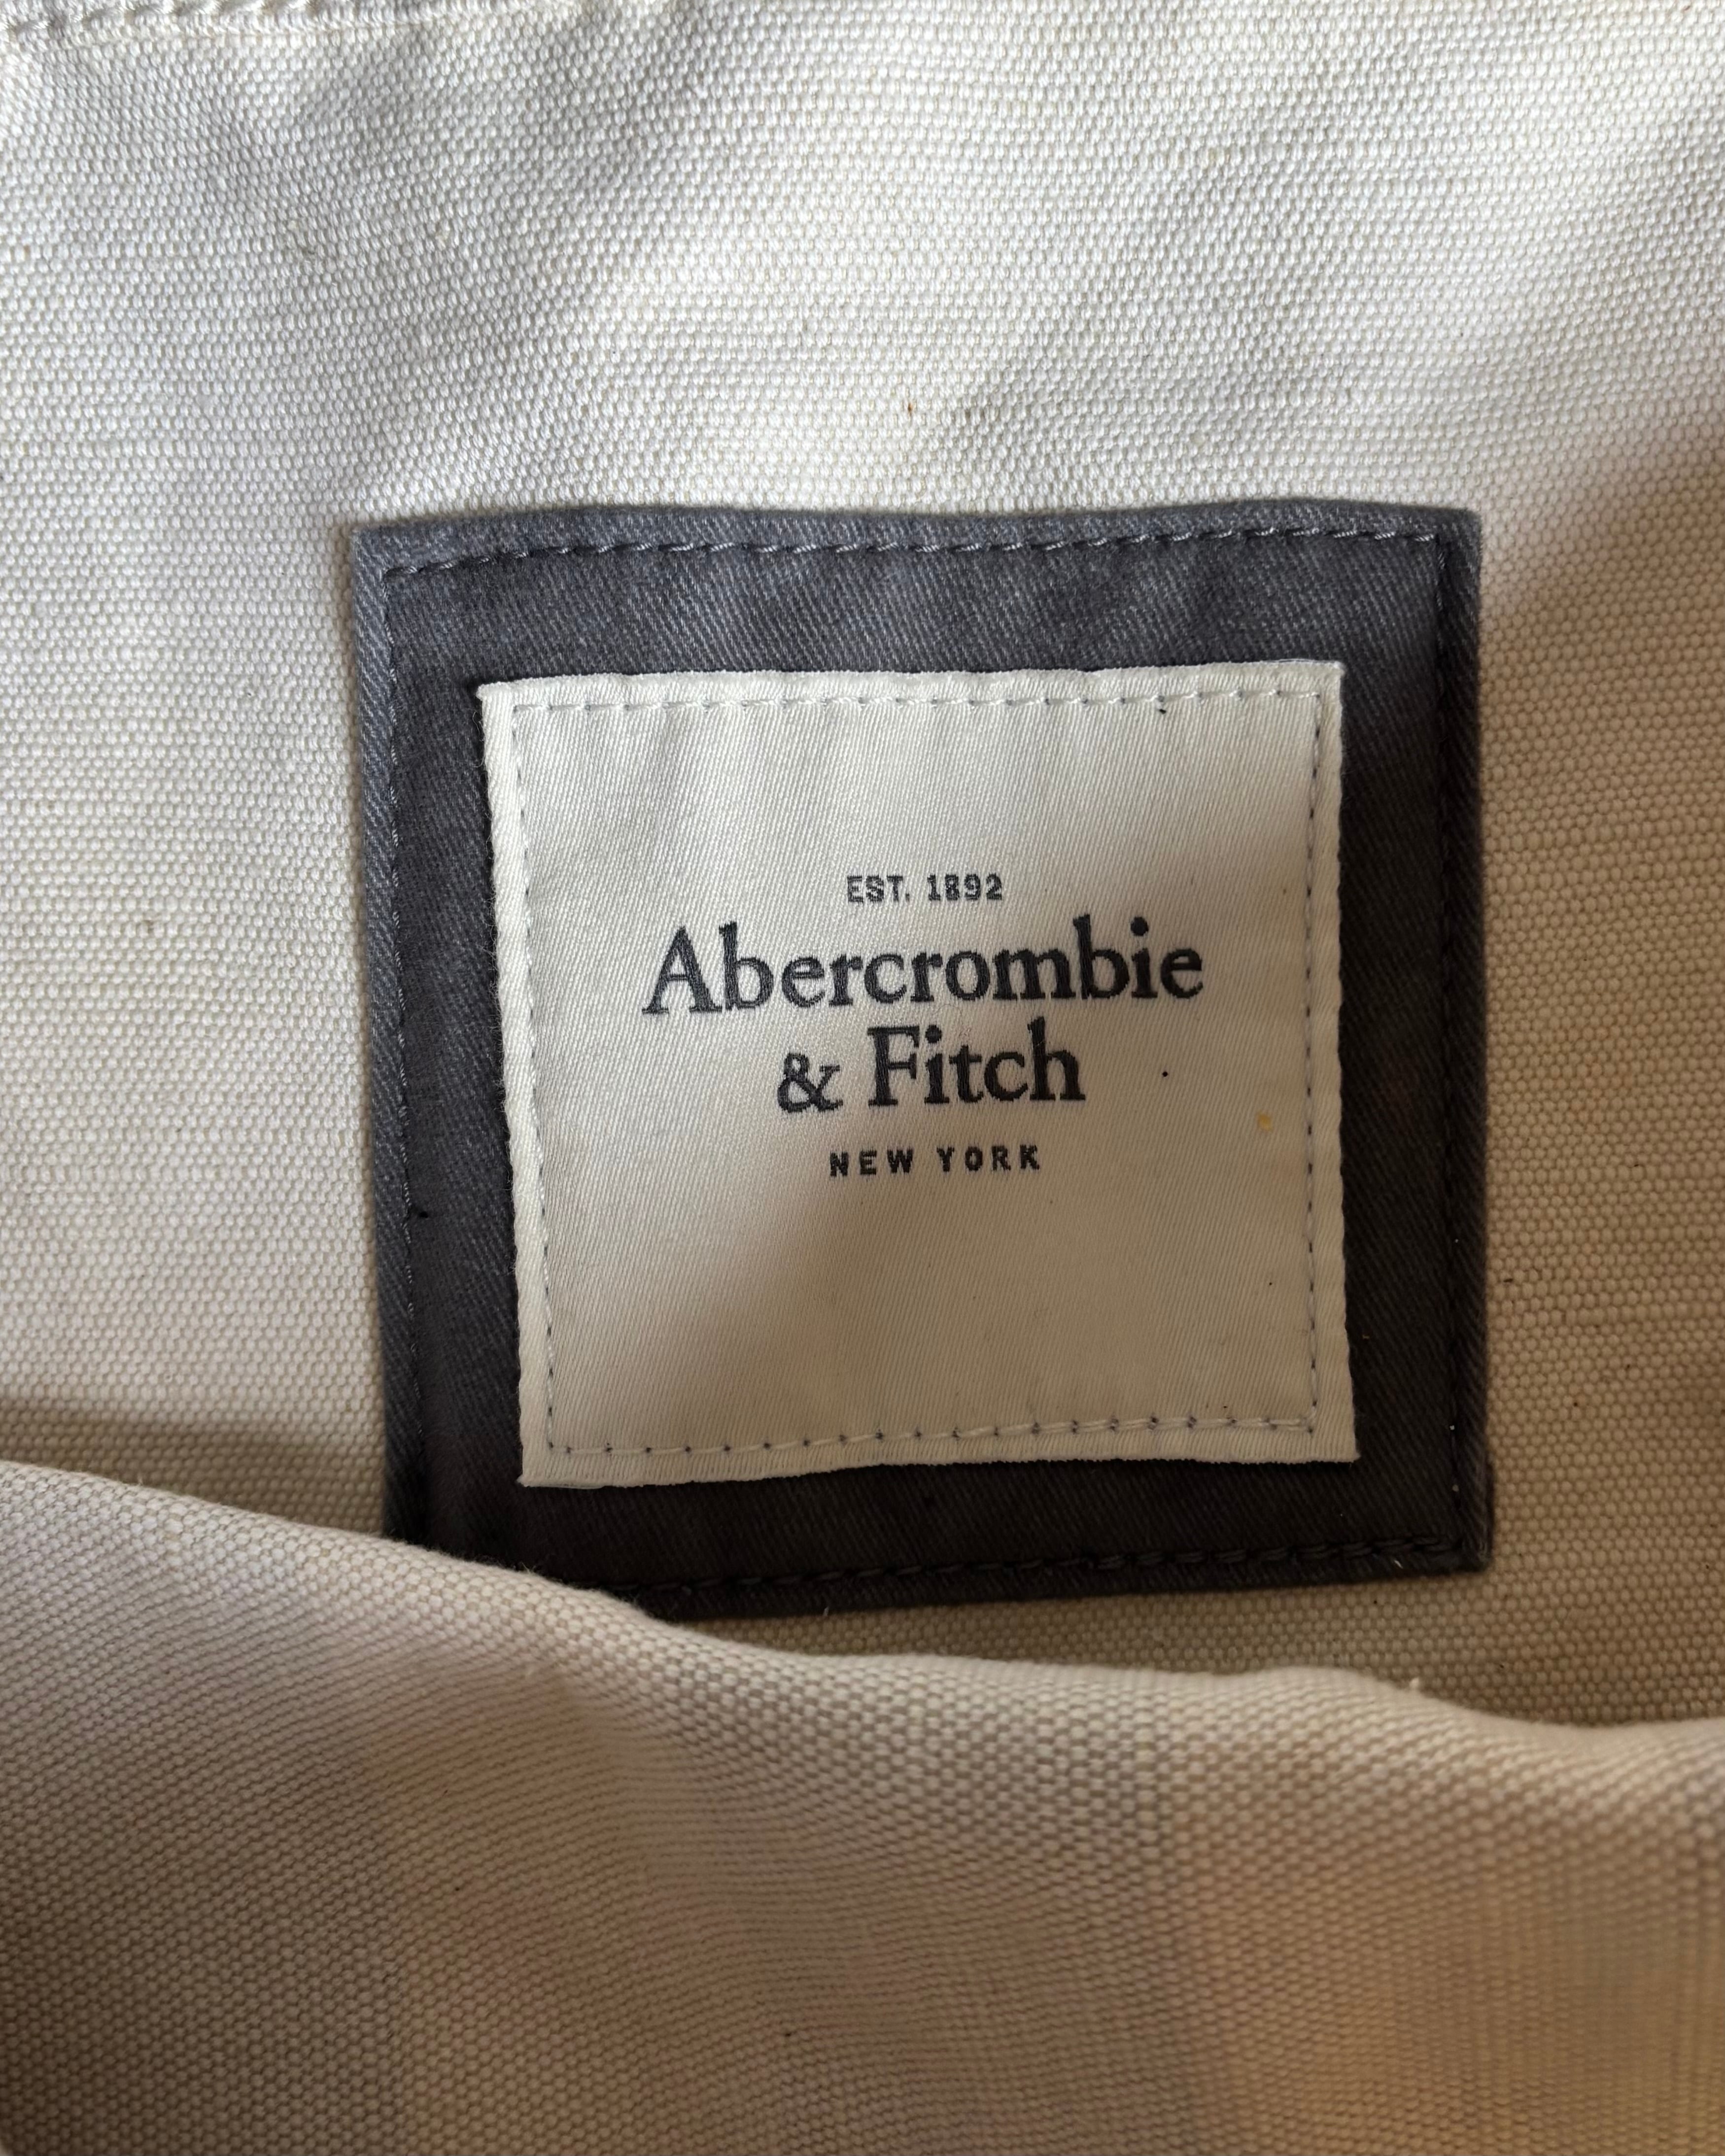 EST. 1892
Abercrombie
& Fitch
NEW YORK